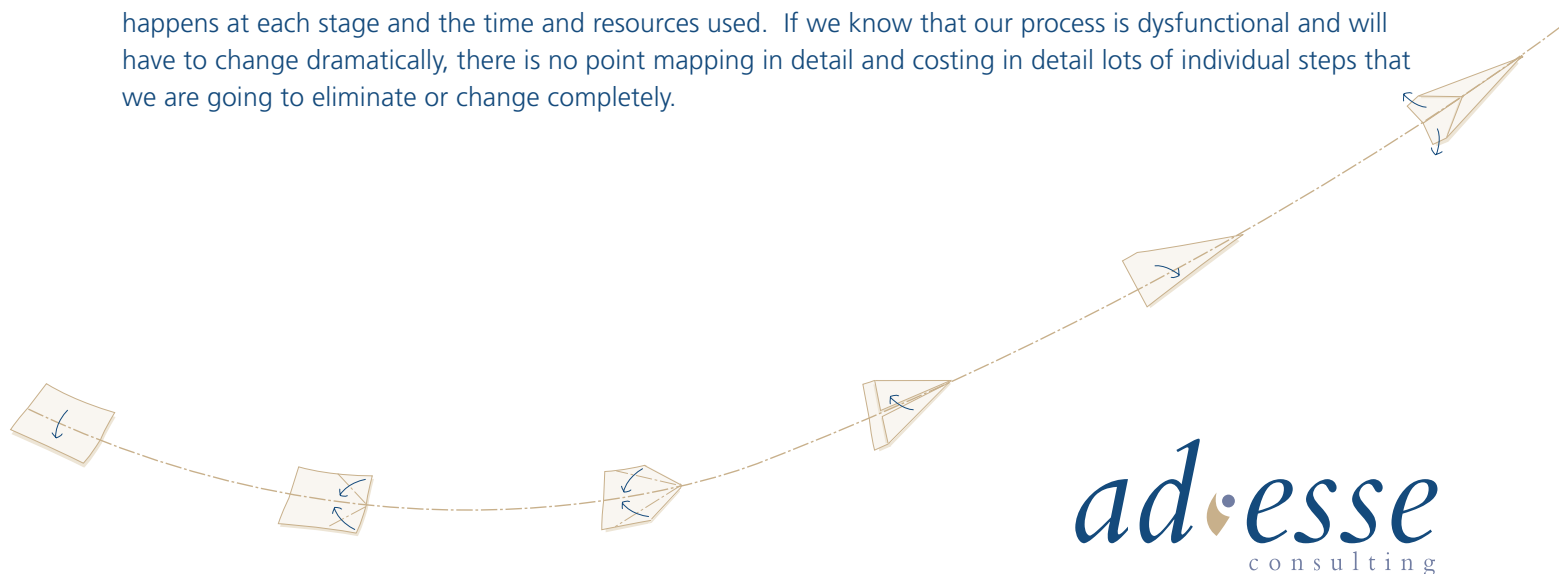 happens at each stage and the time and resources used.  If we know that our process is dysfunctional and will
have to change dramatically, there is no point mapping in detail and costing in detail lots of individual steps that
we are going to eliminate or change completely.
ad esse
consulting